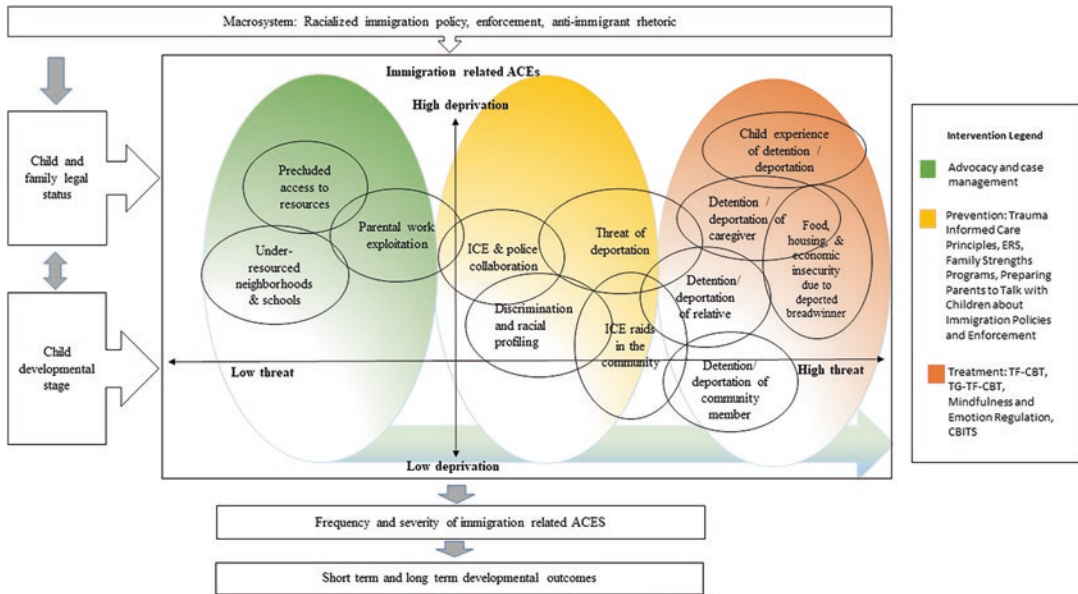 Macrosystem: Racialized immigration policy, enforcement, anti-immigrant rhetoric
Child and
family legal
status
Child
developmental
stage
Immigration related ACEs
High deprivation
Low deprivation
Low threat
High threat
Precluded
access to
resources
Parental work
exploitation
Under-
resourced
neighborhoods
& schools
ICE & police
collaboration
Threat of
deportation
Discrimination
and racial
profiling
ICE raids
in the
community
Child experience
of detention /
deportation
Detention /
deportation of
caregiver
Food,
housing, &
economic
insecurity
due to
deported
breadwinner
Detention/
deportation
of relative
Detention/
deportation of
community
member
Frequency and severity of immigration related ACES
Short term and long term developmental outcomes
Intervention Legend
Advocacy and case
management
Prevention: Trauma
Informed Care
Principles, ERS,
Family Strengths
Programs, Preparing
Parents to Talk with
Children about
Immigration Policies
and Enforcement
Treatment: TF-CBT,
TG-TF-CBT,
Mindfulness and
Emotion Regulation,
CBITS